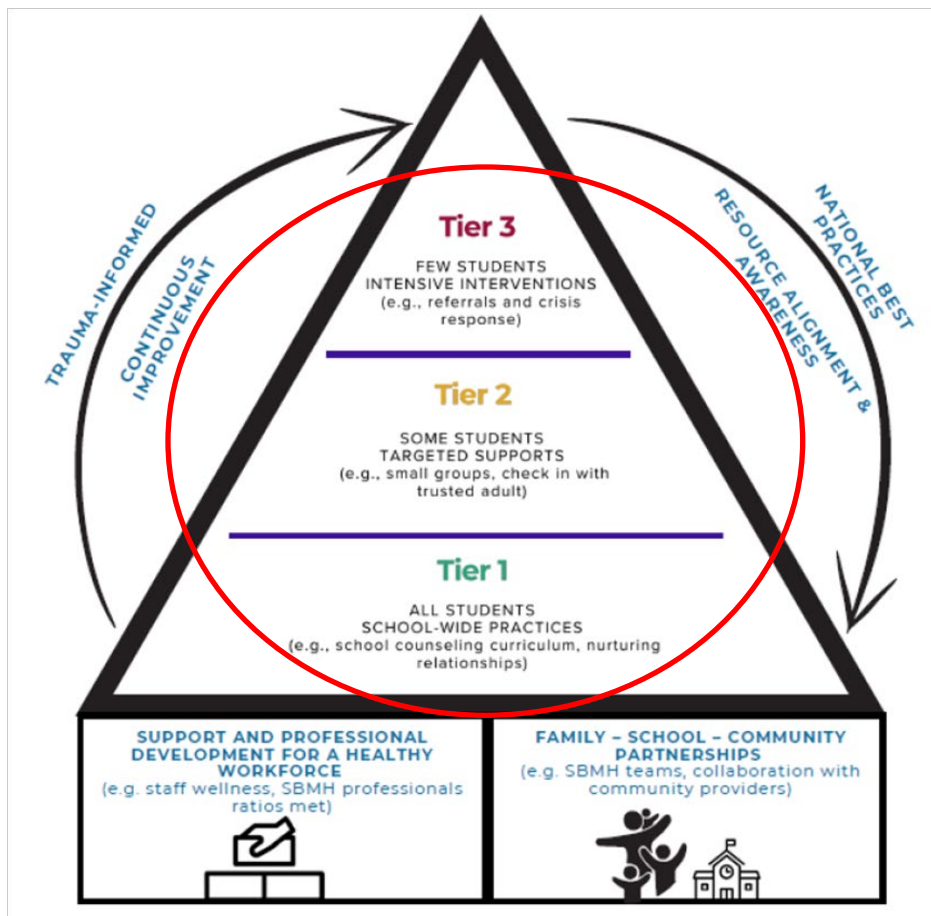 TRAUMA-INFORMED
CONTINUOUS
IMPROVEMENT
NATIONAL BEST
PRACTICES
RESOURCE ALIGNMENT &
AWARENESS
Tier 3
FEW STUDENTS
INTENSIVE INTERVENTIONS
(e.g., referrals and crisis
response)
Tier 2
SOME STUDENTS
TARGETED SUPPORTS
(e.g., small groups, check in with
trusted adult)
Tier 1
ALL STUDENTS
SCHOOL-WIDE PRACTICES
(e.g., school counseling curriculum, nurturing
relationships)
SUPPORT AND PROFESSIONAL
DEVELOPMENT FOR A HEALTHY
WORKFORCE
(e.g. staff wellness, SBMH professionals
ratios met)
FAMILY – SCHOOL – COMMUNITY
PARTNERSHIPS
(e.g. SBMH teams, collaboration with
community providers)